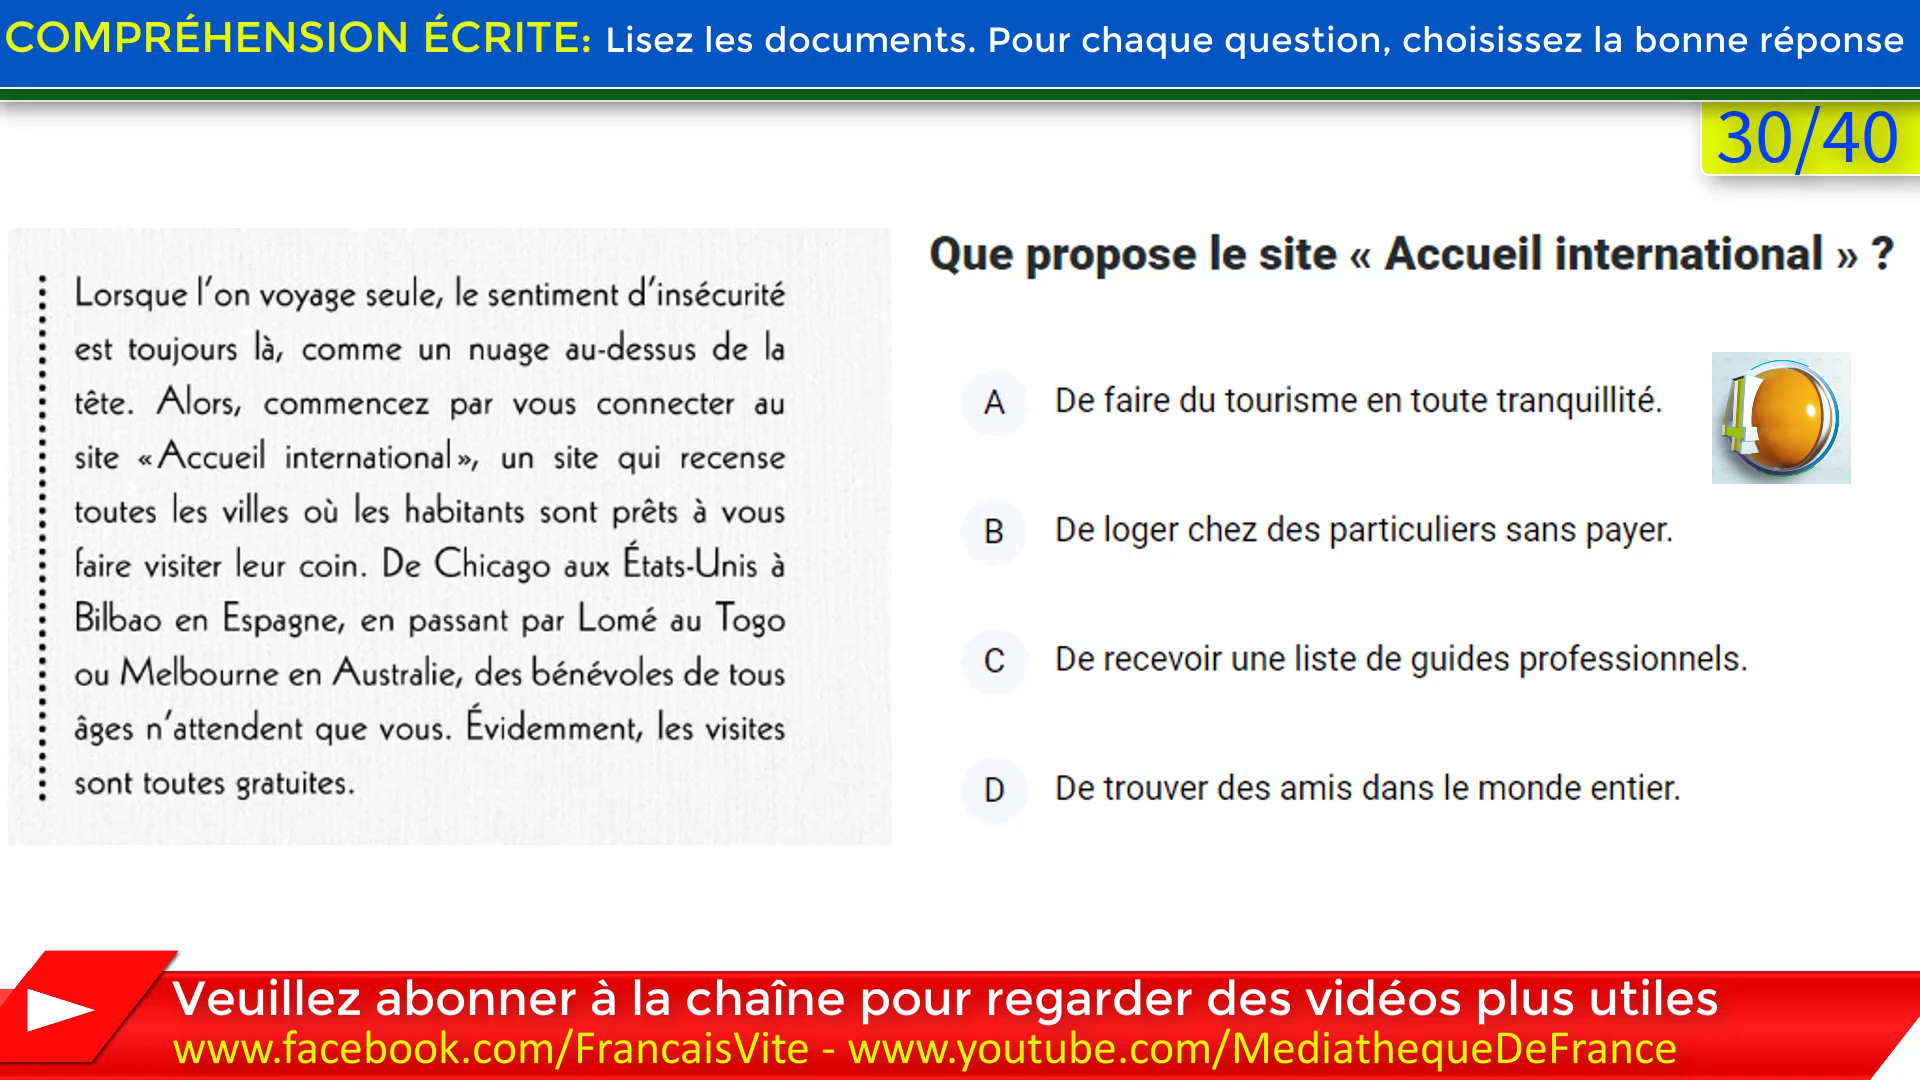 COMPRÉHENSION ÉCRITE: Lisez les documents. Pour chaque question, choisissez la bonne réponse
30/40
Lorsque l'on voyage seule, le sentiment d'insécurité
est toujours là, comme un nuage au-dessus de la
tête. Alors, commencez par vous connecter au
site «Accueil international», un site qui recense
toutes les villes où les habitants sont prêts à vous
faire visiter leur coin. De Chicago aux États-Unis à
Bilbao en Espagne, en passant par Lomé au Togo
ou Melbourne en Australie, des bénévoles de tous
âges n'attendent que vous. Évidemment, les visites
sont toutes gratuites.
Que propose le site « Accueil international » ?
A De faire du tourisme en toute tranquillité.
B De loger chez des particuliers sans payer.
C De recevoir une liste de guides professionnels.
D De trouver des amis dans le monde entier.
Veuillez abonner à la chaîne pour regarder des vidéos plus utiles
www.facebook.com/FrancaisVite - www.youtube.com/MediathequeDeFrance